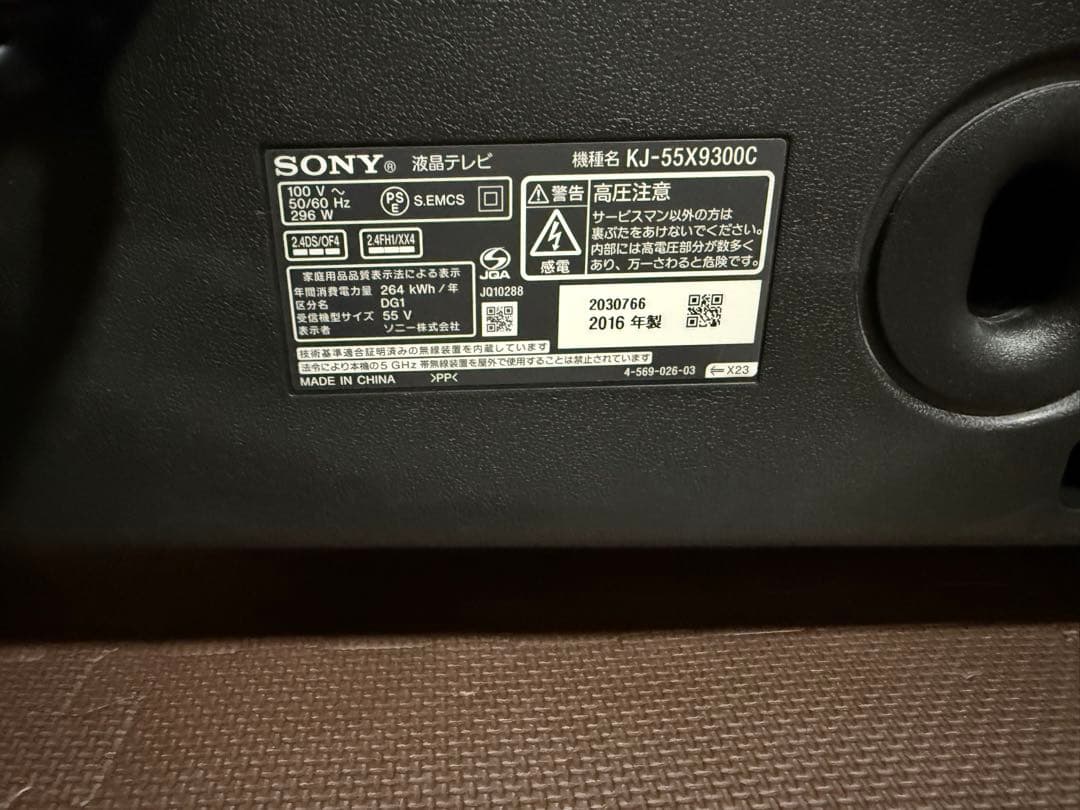 SONY® 液晶テレビ
機種名 KJ-55X9300C
100 V ～
50/60 Hz
296 W
PS
E
S.EMCS
警告
感電
高圧注意
サービスマン以外の方は
裏ぶたをあけないでください。
内部には高電圧部分が数多く
あり、万一さわると危険です。
2.4DS/OF4
2.4FH1/XX4
家庭用品品質表示法による表示
年間消費電力量 264 kWh/年
区分名 DG1
受信機型サイズ 55 V
表示者 ソニー株式会社
JQA
JQ10288
2030766
2016 年製
技術基準適合証明済みの無線装置を内蔵しています
法令により本機の5 GHz 帯無線装置を屋外で使用することは禁止されています
MADE IN CHINA >PP<
4-569-026-03
⇐ X23